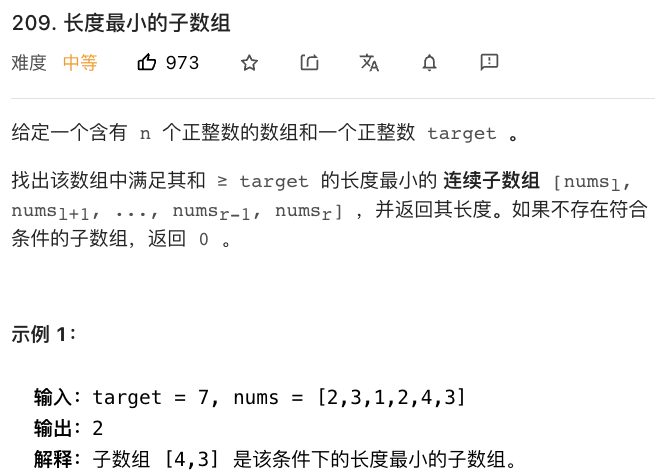 209. 长度最小的子数组
难度 中等 973
给定一个含有 n 个正整数的数组和一个正整数 target 。
找出该数组中满足其和 ≥ target 的长度最小的 连续子数组 [numsl,
numsl+1, ..., numsr-1, numsr] ，并返回其长度。如果不存在符合
条件的子数组，返回 0 。
示例 1：
输入：target = 7, nums = [2,3,1,2,4,3]
输出：2
解释：子数组 [4,3] 是该条件下的长度最小的子数组。